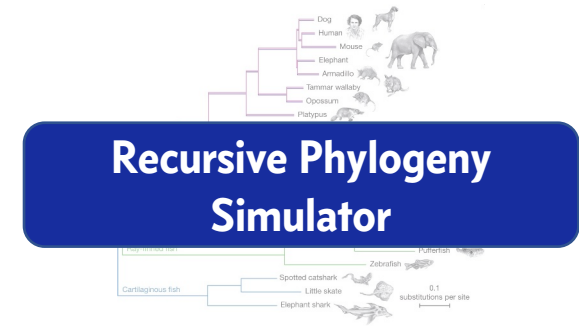 Dog
Human
Mouse
Elephant
Armadillo
Tammar wallaby
Opossum
Platypus
Recursive Phylogeny
Simulator
Ray-finned fish
Pufferfish
Zebrafish
Spotted catshark
Cartilaginous fish
Little skate
0.1
substitutions per site
Elephant shark